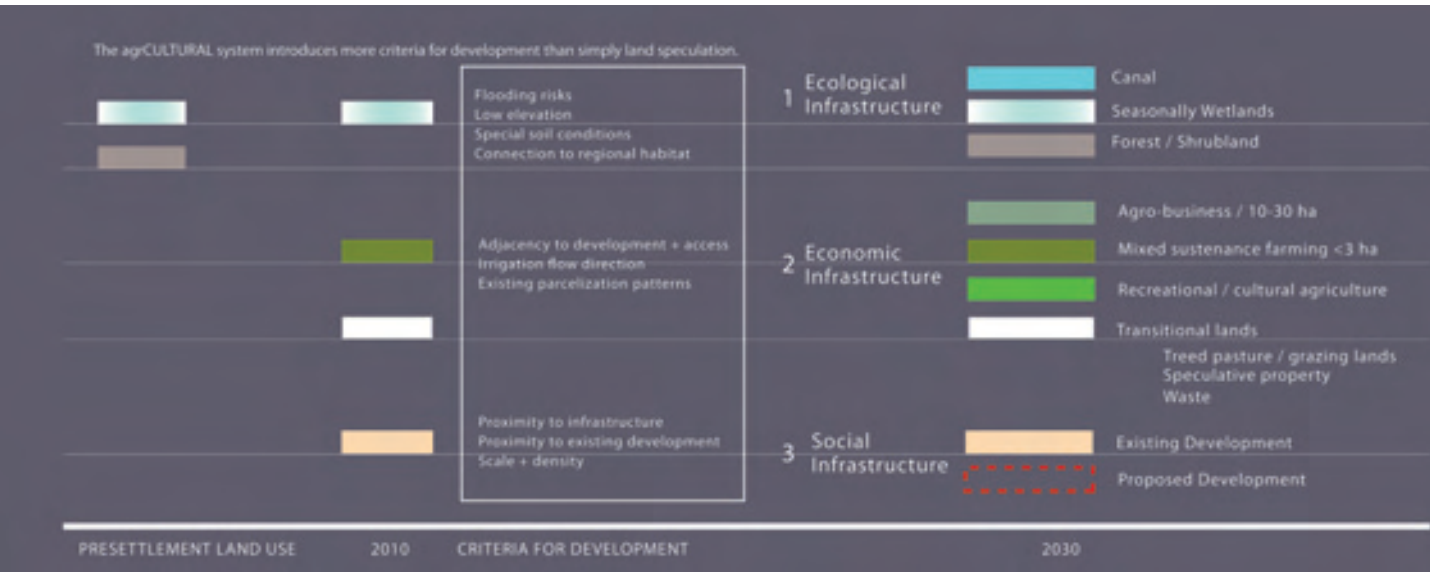 The agrCULTURAL system introduces more criteria for development than simply land speculation.
Flooding risks
Low elevation
Special soil conditions
Connection to regional habitat
1 Ecological
Infrastructure
Canal
Seasonally Wetlands
Forest / Shrubland
Adjacency to development + access
Irrigation flow direction
Existing parcelization patterns
2 Economic
Infrastructure
Agro-business / 10-30 ha
Mixed sustenance farming <3 ha
Recreational / cultural agriculture
Transitional lands
Treed pasture / grazing lands
Speculative property
Waste
Proximity to infrastructure
Proximity to existing development
Scale + density
3 Social
Infrastructure
Existing Development
Proposed Development
PRESETTLEMENT LAND USE
2010
CRITERIA FOR DEVELOPMENT
2030